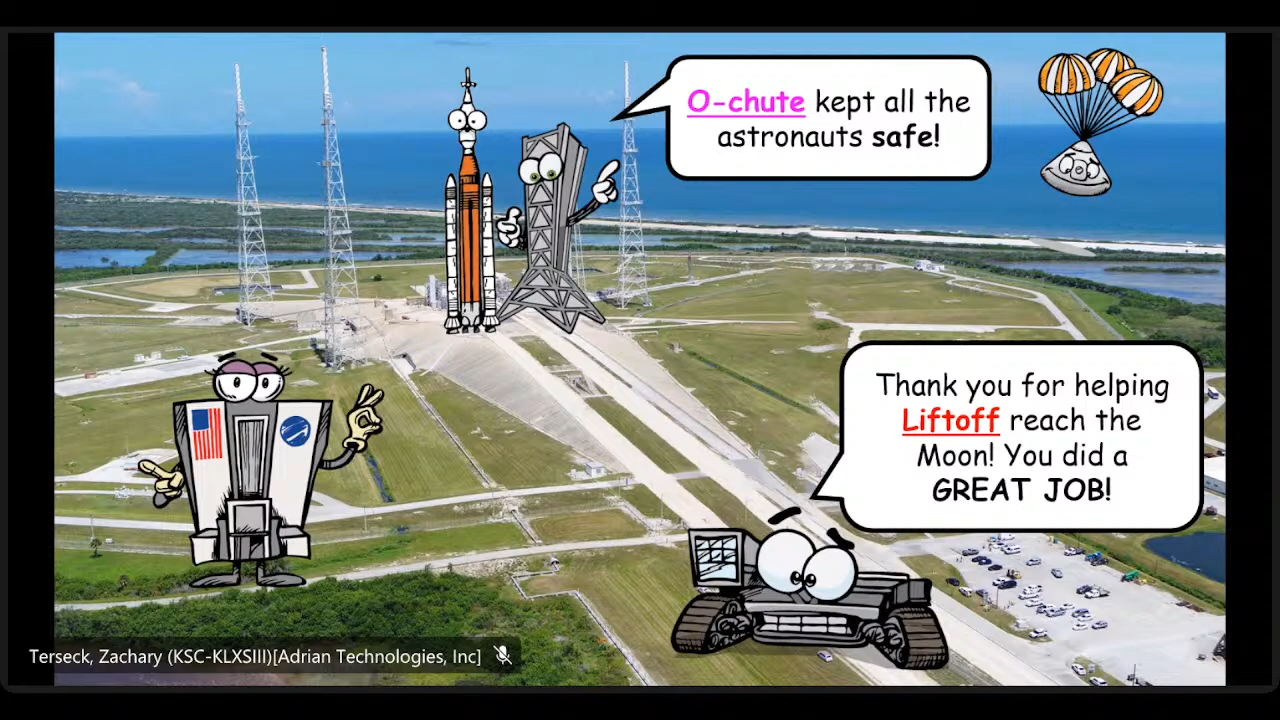 O-chute kept all the
astronauts safe!
Thank you for helping
Liftoff reach the
Moon! You did a
GREAT JOB!
Terseck, Zachary (KSC-KLXSIII)[Adrian Technologies, Inc]